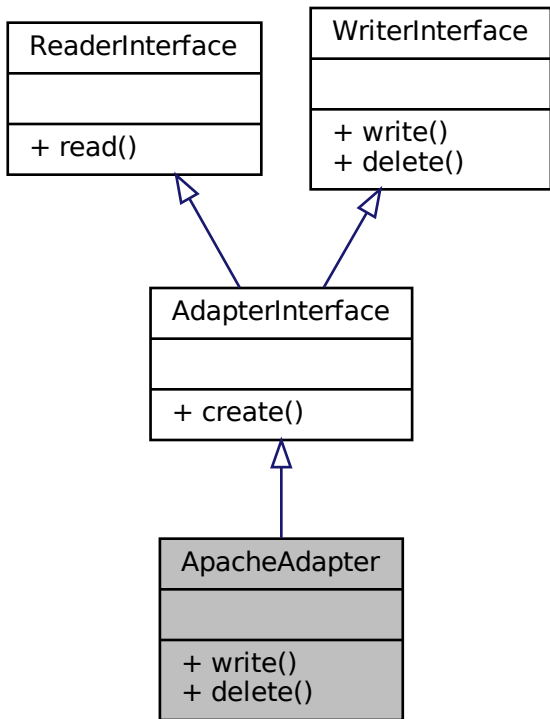 ReaderInterface
+ read()
WriterInterface
+ write()
+ delete()
AdapterInterface
+ create()
ApacheAdapter
+ write()
+ delete()